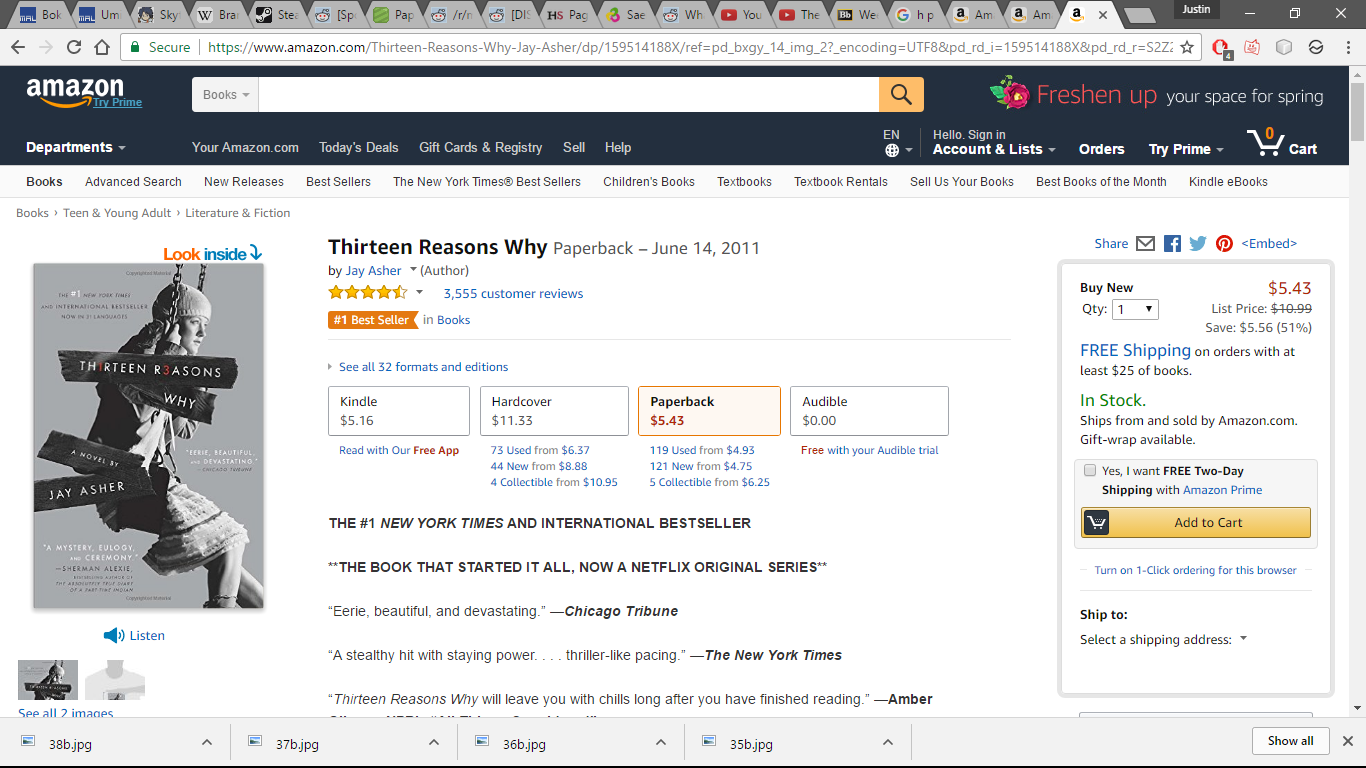 Bok
Umi
Sky
Bra
Stea
[Sp
Pap
/r/n
[DIS
HS Pag
Sae
Wh
You
The
Bb Wee
h p
Am
Am
Justin
Secure
https://www.amazon.com/Thirteen-Reasons-Why-Jay-Asher/dp/159514188X/ref=pd_bxgy_14_img_2?_encoding=UTF8&pd_rd_i=159514188X&pd_rd_r=S2Z
4
amazon
Try Prime
Books
Freshen up your space for spring
Departments
Your Amazon.com
Today's Deals
Gift Cards & Registry
Sell
Help
EN
Hello. Sign in
Account & Lists
Orders
Try Prime
0
Cart
Books
Advanced Search
New Releases
Best Sellers
The New York Times® Best Sellers
Children's Books
Textbooks
Textbook Rentals
Sell Us Your Books
Best Books of the Month
Kindle eBooks
Books › Teen & Young Adult › Literature & Fiction
Look inside
Copyrighted Material
THE #1 NEW YORK TIMES
AND INTERNATIONAL BESTSELLER
NOW IN 31 LANGUAGES
TH1RTEEN R3ASONS
WHY
A NOVEL BY
JAY ASHER
"EERIE, BEAUTIFUL,
AND DEVASTATING."
—CHICAGO TRIBUNE
"A MYSTERY, EULOGY,
AND CEREMONY."
—SHERMAN ALEXIE,
BESTSELLING AUTHOR OF
THE ABSOLUTELY TRUE DIARY
OF A PART-TIME INDIAN
Copyrighted Material
Listen
See all 2 images
Thirteen Reasons Why Paperback – June 14, 2011
by Jay Asher (Author)
3,555 customer reviews
#1 Best Seller in Books
See all 32 formats and editions
Kindle
$5.16
Read with Our Free App
Hardcover
$11.33
73 Used from $6.37
44 New from $8.88
4 Collectible from $10.95
Paperback
$5.43
119 Used from $4.93
121 New from $4.75
5 Collectible from $6.25
Audible
$0.00
Free with your Audible trial
THE #1 NEW YORK TIMES AND INTERNATIONAL BESTSELLER
**THE BOOK THAT STARTED IT ALL, NOW A NETFLIX ORIGINAL SERIES**
“Eerie, beautiful, and devastating.” —Chicago Tribune
“A stealthy hit with staying power. . . . thriller-like pacing.” —The New York Times
“Thirteen Reasons Why will leave you with chills long after you have finished reading.” —Amber
Share
<Embed>
Buy New
$5.43
Qty: 1
List Price: $10.99
Save: $5.56 (51%)
FREE Shipping on orders with at
least $25 of books.
In Stock.
Ships from and sold by Amazon.com.
Gift-wrap available.
Yes, I want FREE Two-Day
Shipping with Amazon Prime
Add to Cart
Turn on 1-Click ordering for this browser
Ship to:
Select a shipping address:
38b.jpg
37b.jpg
36b.jpg
35b.jpg
Show all